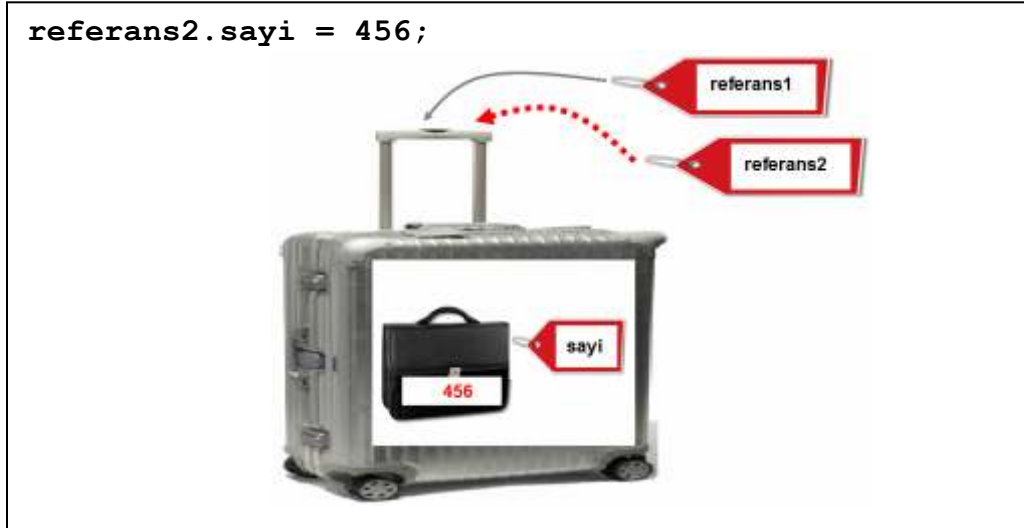 referans2.sayi = 456;
referans1
referans2
sayi
456